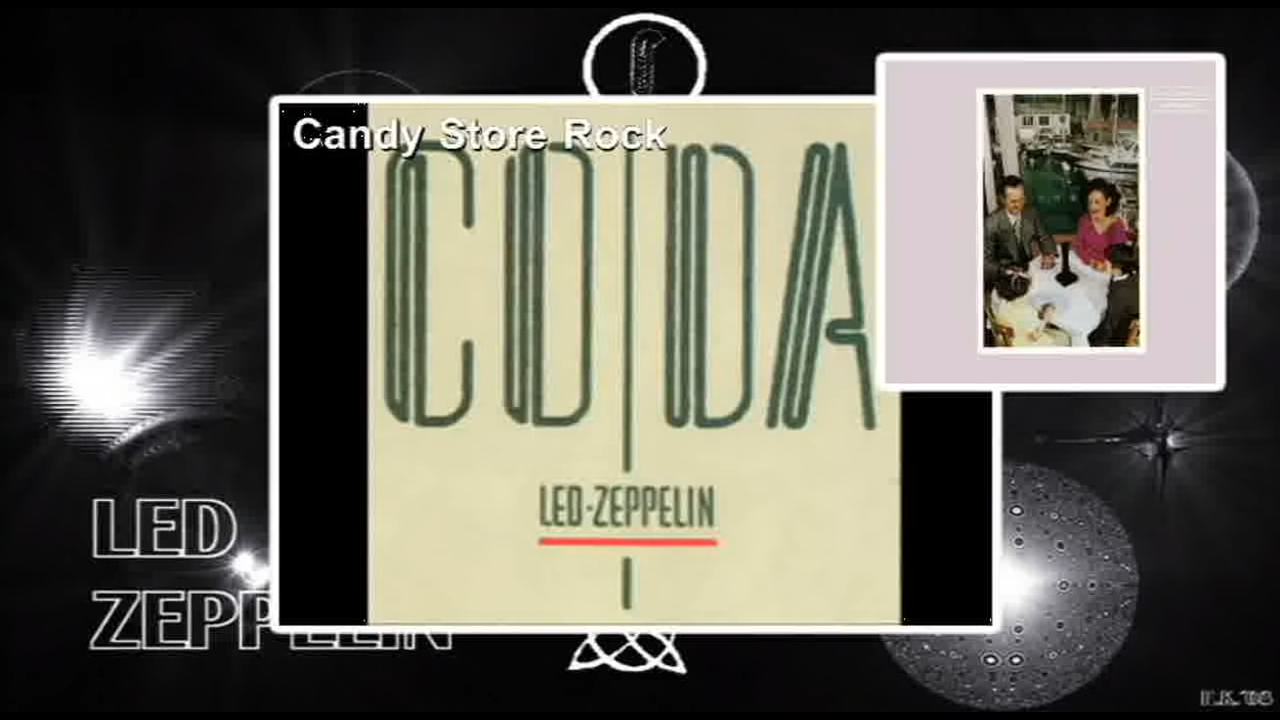 Candy Store Rock
CODA
LED-ZEPPELIN
LED
ZEPPELIN